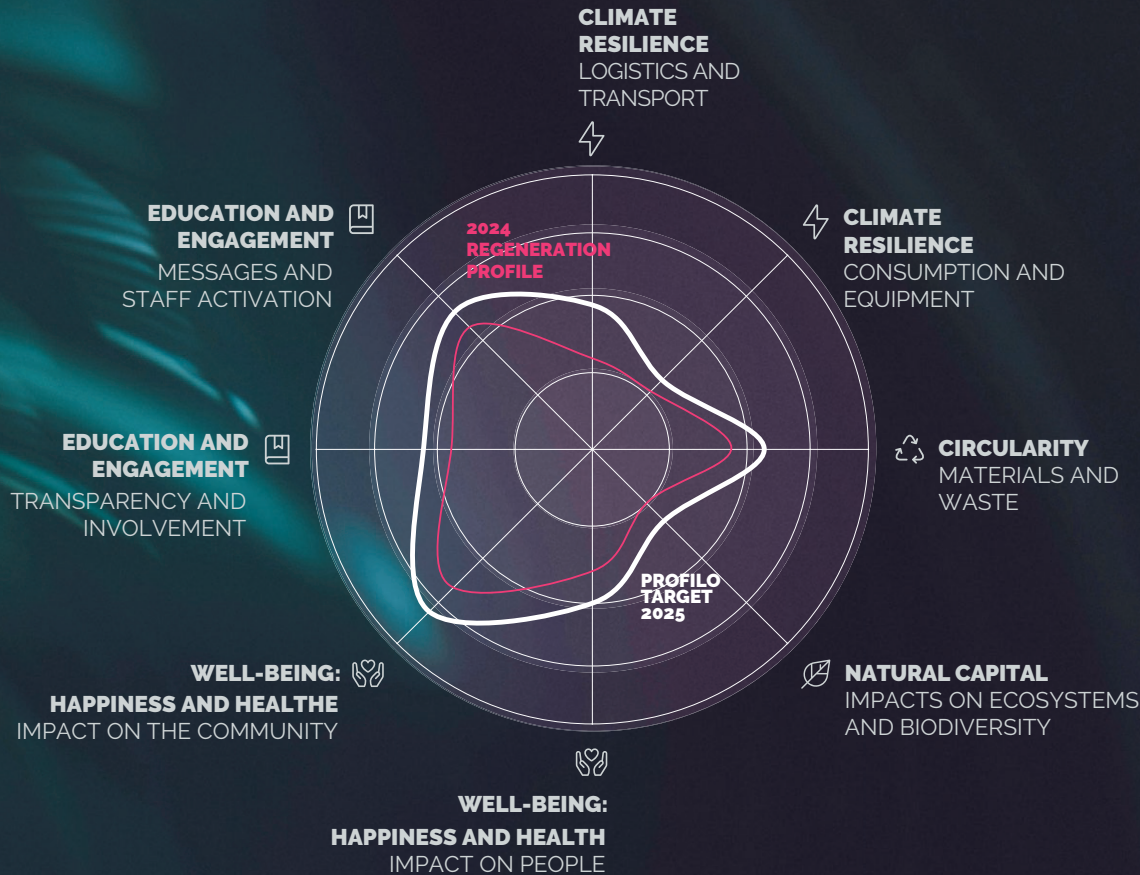 CLIMATE
RESILIENCE
LOGISTICS AND
TRANSPORT
EDUCATION AND
ENGAGEMENT
MESSAGES AND
STAFF ACTIVATION
2024
REGENERATION
PROFILE
CLIMATE
RESILIENCE
CONSUMPTION AND
EQUIPMENT
EDUCATION AND
ENGAGEMENT
TRANSPARENCY AND
INVOLVEMENT
CIRCULARITY
MATERIALS AND
WASTE
PROFILO
TARGET
2025
WELL-BEING:
HAPPINESS AND HEALTHE
IMPACT ON THE COMMUNITY
NATURAL CAPITAL
IMPACTS ON ECOSYSTEMS
AND BIODIVERSITY
WELL-BEING:
HAPPINESS AND HEALTH
IMPACT ON PEOPLE